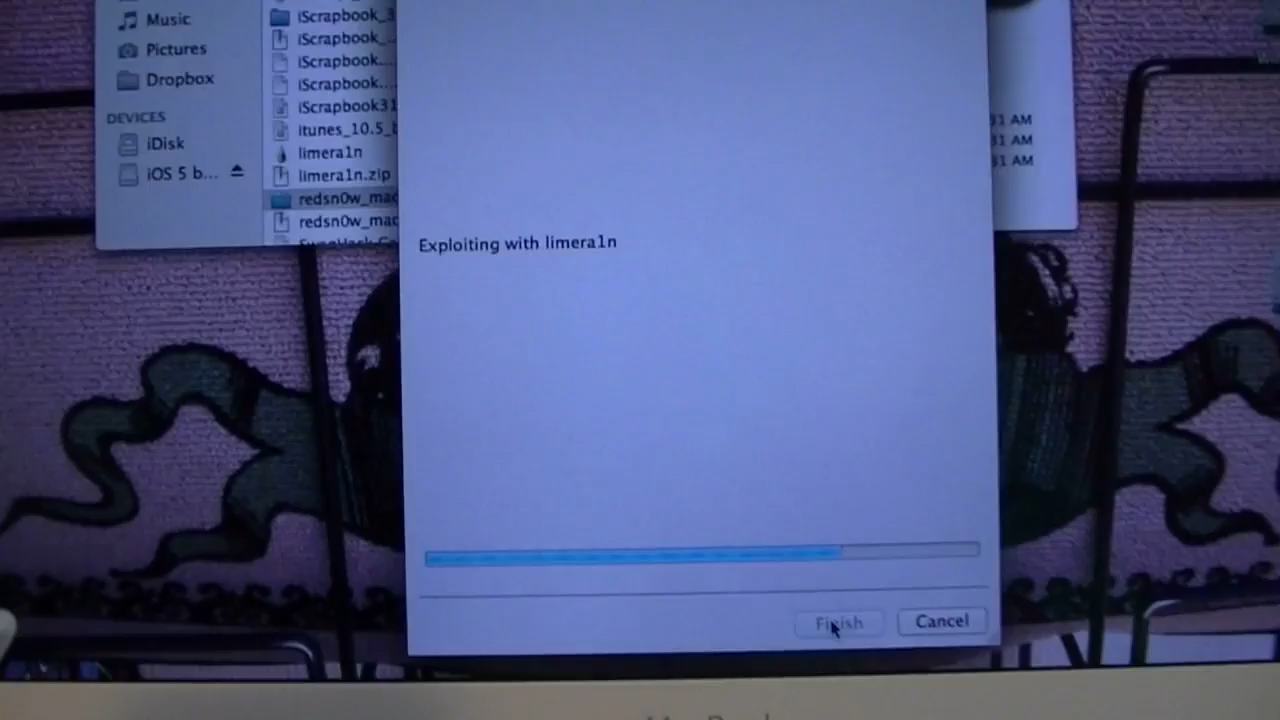 Music
Pictures
Dropbox
DEVICES
iDisk
iOS 5 b...
iScrapbook_3
iScrapbook_...
iScrapbook....
iScrapbook....
iScrapbook31
itunes_10.5_b
limera1n
limera1n.zip
redsn0w_mac
redsn0w_mac
31 AM
31 AM
31 AM
Exploiting with limera1n
Finish
Cancel